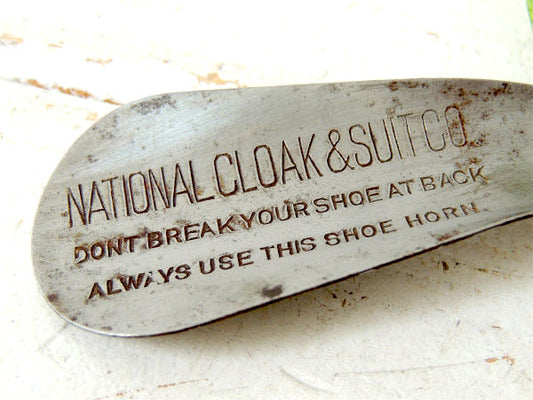 NATIONAL CLOAK & SUIT CO.
DONT BREAK YOUR SHOE AT BACK
ALWAYS USE THIS SHOE HORN.